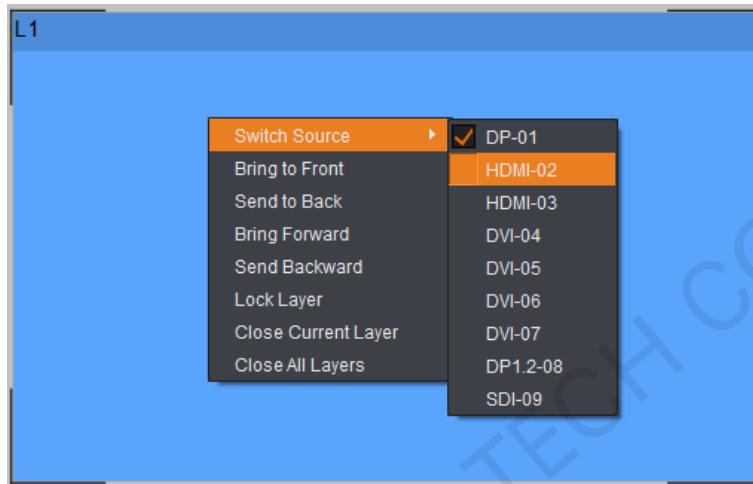 L1
Switch Source
Bring to Front
Send to Back
Bring Forward
Send Backward
Lock Layer
Close Current Layer
Close All Layers
DP-01
HDMI-02
HDMI-03
DVI-04
DVI-05
DVI-06
DVI-07
DP1.2-08
SDI-09
TECH